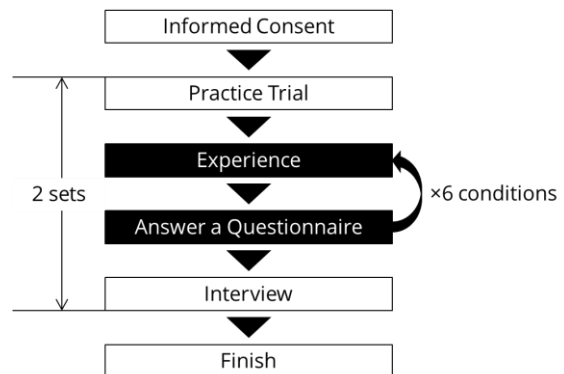 Informed Consent
Practice Trial
Experience
2 sets
×6 conditions
Answer a Questionnaire
Interview
Finish